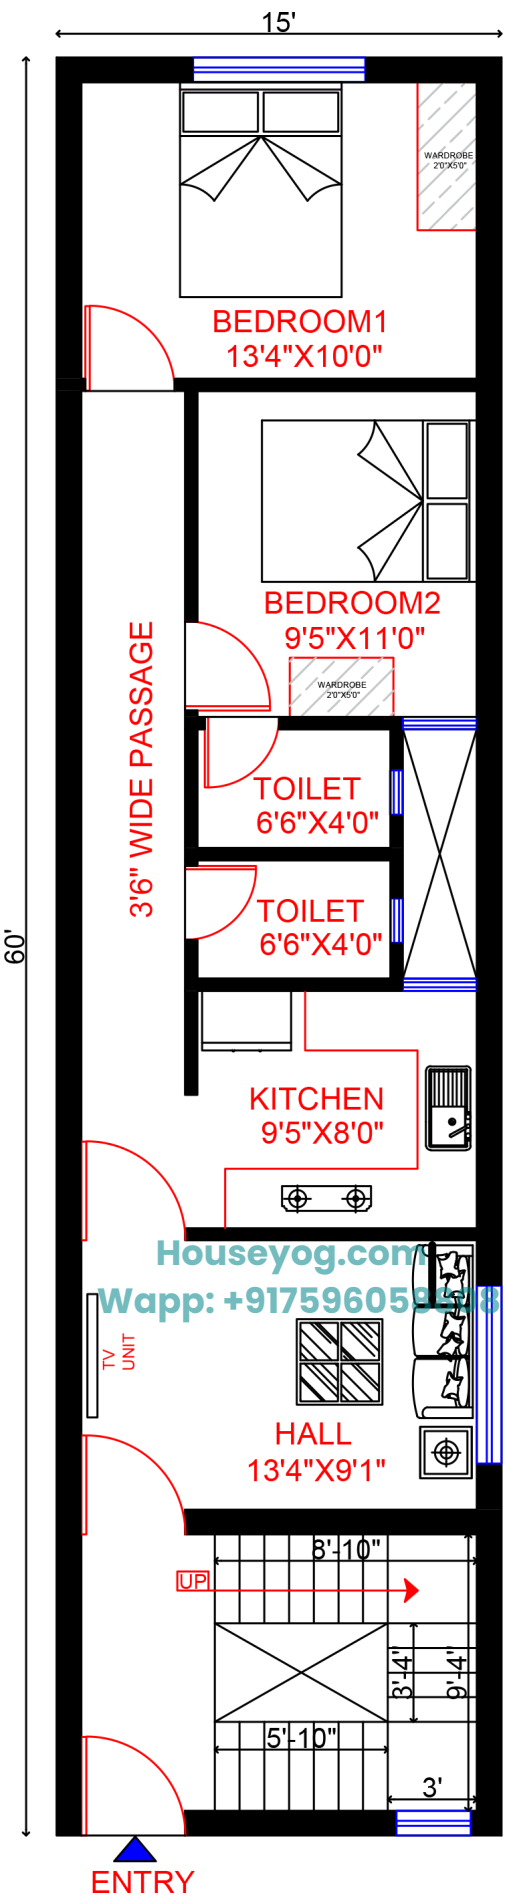 15'
WARDROBE
2'0"X5'0"
BEDROOM1
13'4"X10'0"
BEDROOM2
9'5"X11'0"
WARDROBE
2'0"X5'0"
3'6" WIDE PASSAGE
TOILET
6'6"X4'0"
TOILET
6'6"X4'0"
60'
KITCHEN
9'5"X8'0"
Houseyog.com
Wapp: +917596058808
TV
UNIT
HALL
13'4"X9'1"
8'-10"
UP
3'-4"
9'-4"
5'-10"
3'
ENTRY